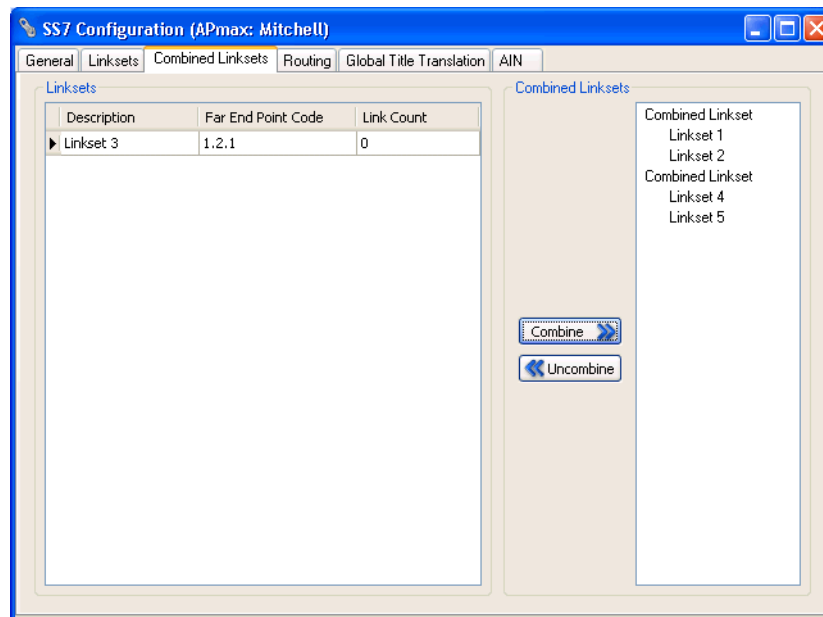 SS7 Configuration (APmax: Mitchell)
General Linksets Combined Linksets Routing Global Title Translation AIN
Linksets
Description Far End Point Code Link Count
Linkset 3 1.2.1 0
Combined Linksets
Combined Linkset
Linkset 1
Linkset 2
Combined Linkset
Linkset 4
Linkset 5
Combine
Uncombine